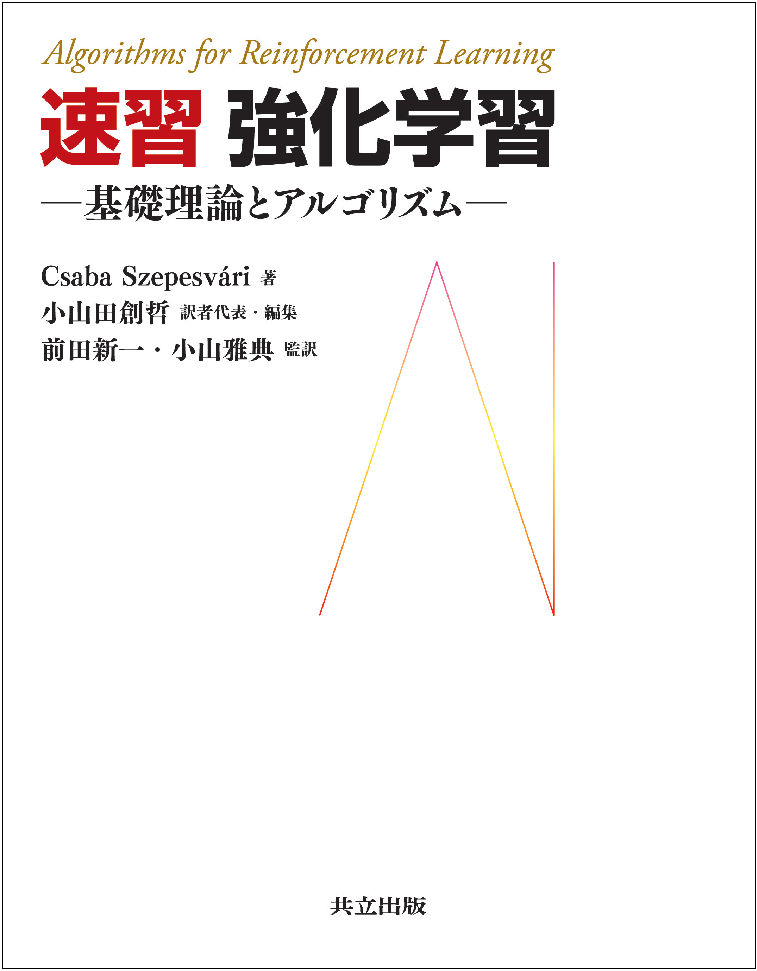 Algorithms for Reinforcement Learning
速習 強化学習
―基礎理論とアルゴリズム―
Csaba Szepesvári 著
小山田創哲 訳者代表・編集
前田新一・小山雅典 監訳
共立出版